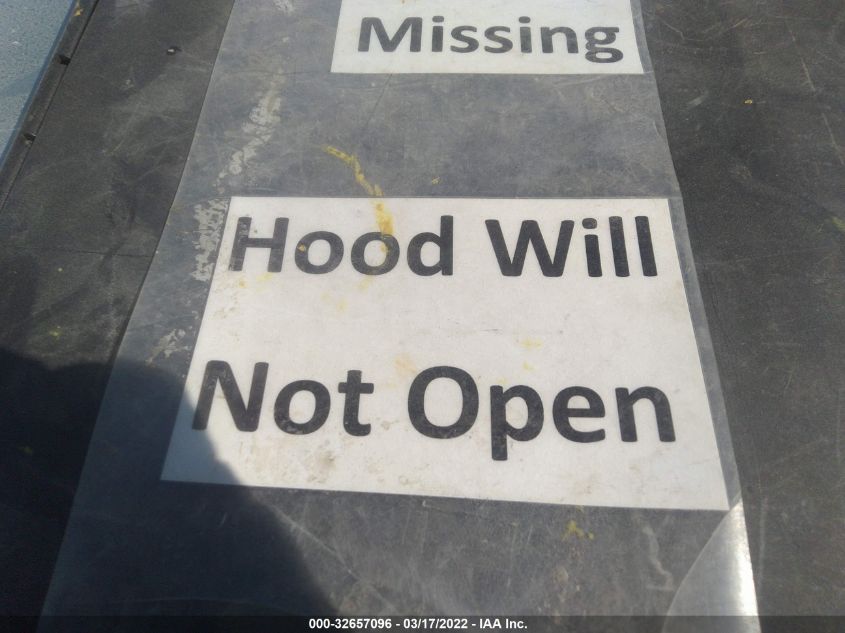 Missing
Hood Will
Not Open
000-32657096 - 03/17/2022 - IAA Inc.